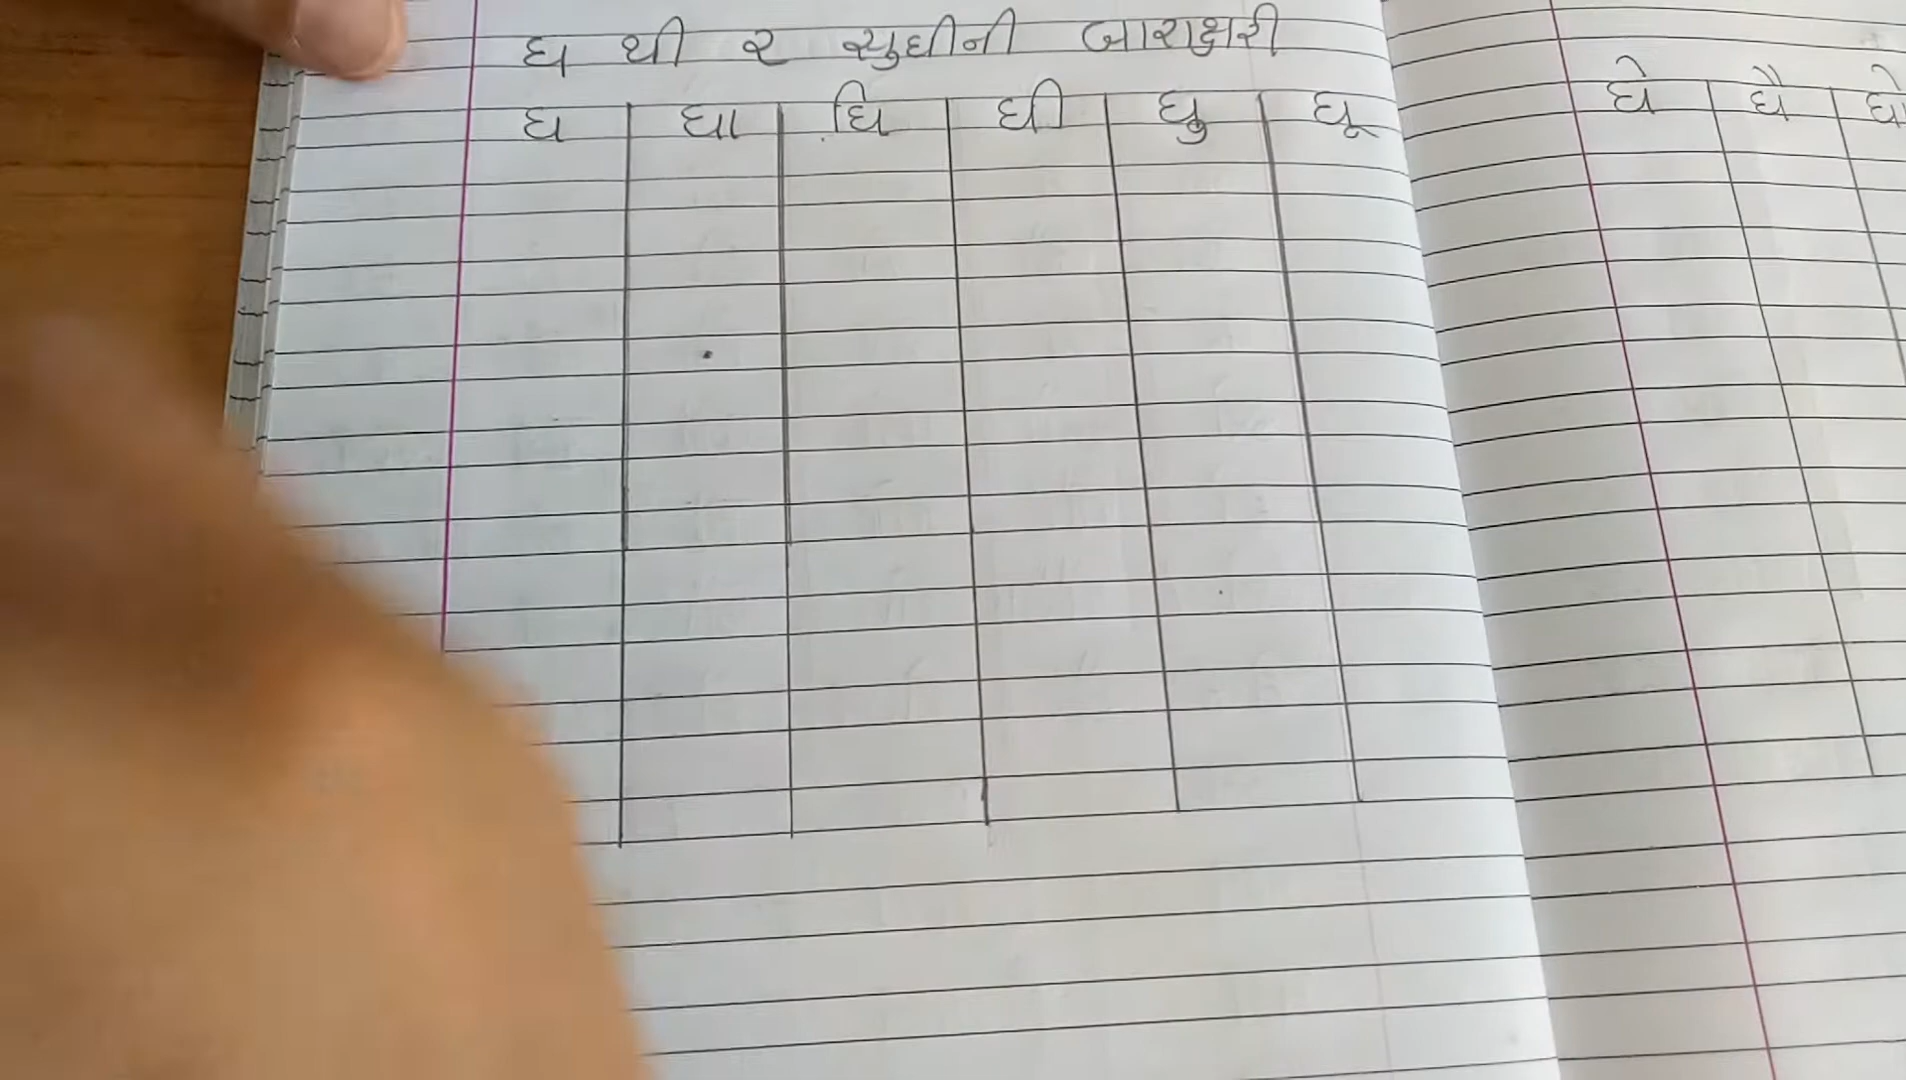 ધ થી ર સુધીની બારાક્ષરી
ધ ધા ધિ ધી ધુ ધૂ
ધે ધૈ ધો